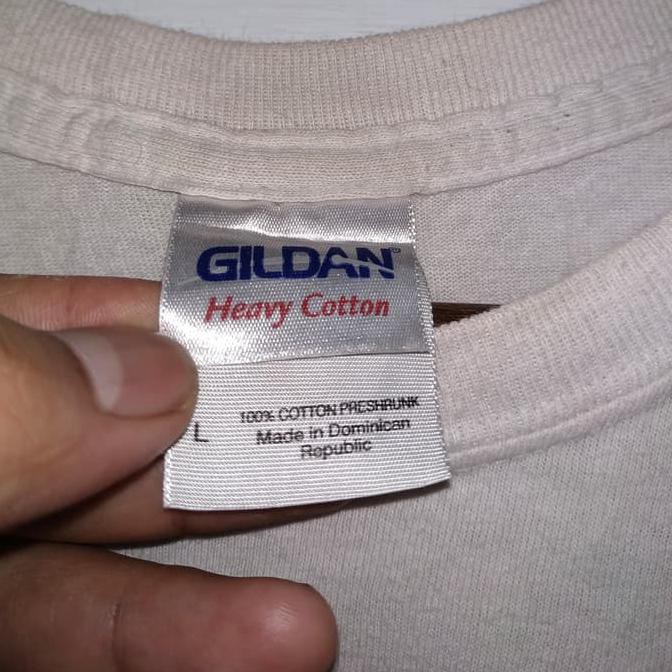 GILDAN®
Heavy Cotton
100% COTTON PRESHRUNK
L
Made in Dominican
Republic